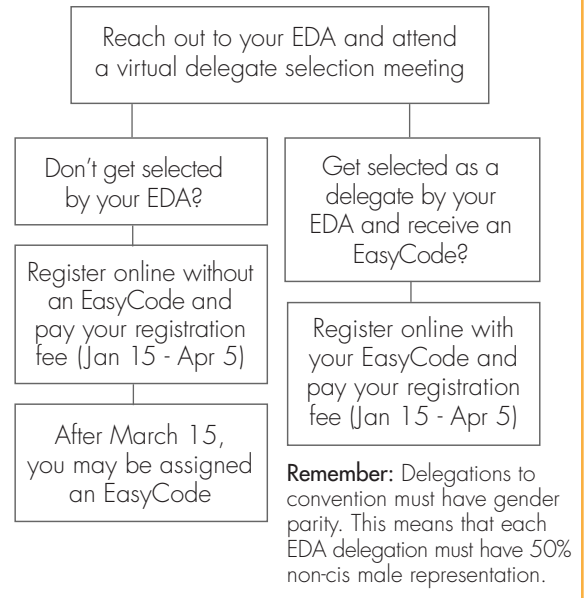 Reach out to your EDA and attend
a virtual delegate selection meeting
Don't get selected
by your EDA?
Register online without
an EasyCode and
pay your registration
fee (Jan 15 - Apr 5)
After March 15,
you may be assigned
an EasyCode
Get selected as a
delegate by your
EDA and receive an
EasyCode?
Register online with
your EasyCode and
pay your registration
fee (Jan 15 - Apr 5)
Remember: Delegations to
convention must have gender
parity. This means that each
EDA delegation must have 50%
non-cis male representation.